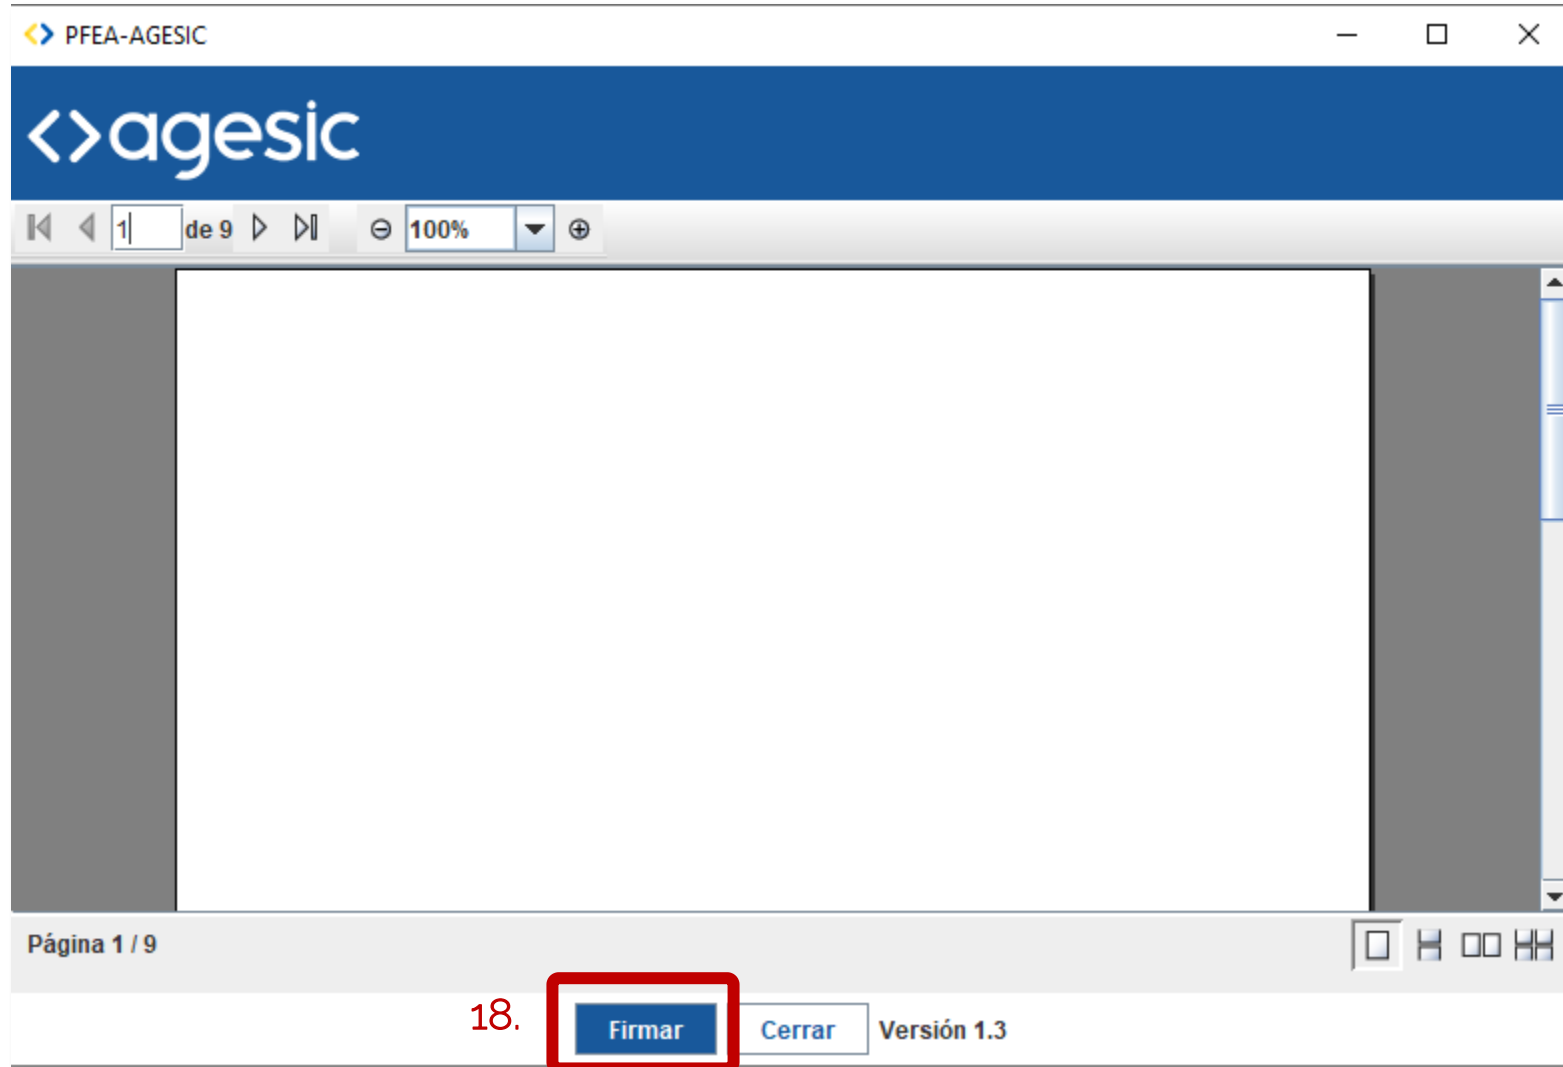 PFEA-AGESIC
<>agesic
1 de 9 100%
Página 1 / 9
18. Firmar Cerrar Versión 1.3